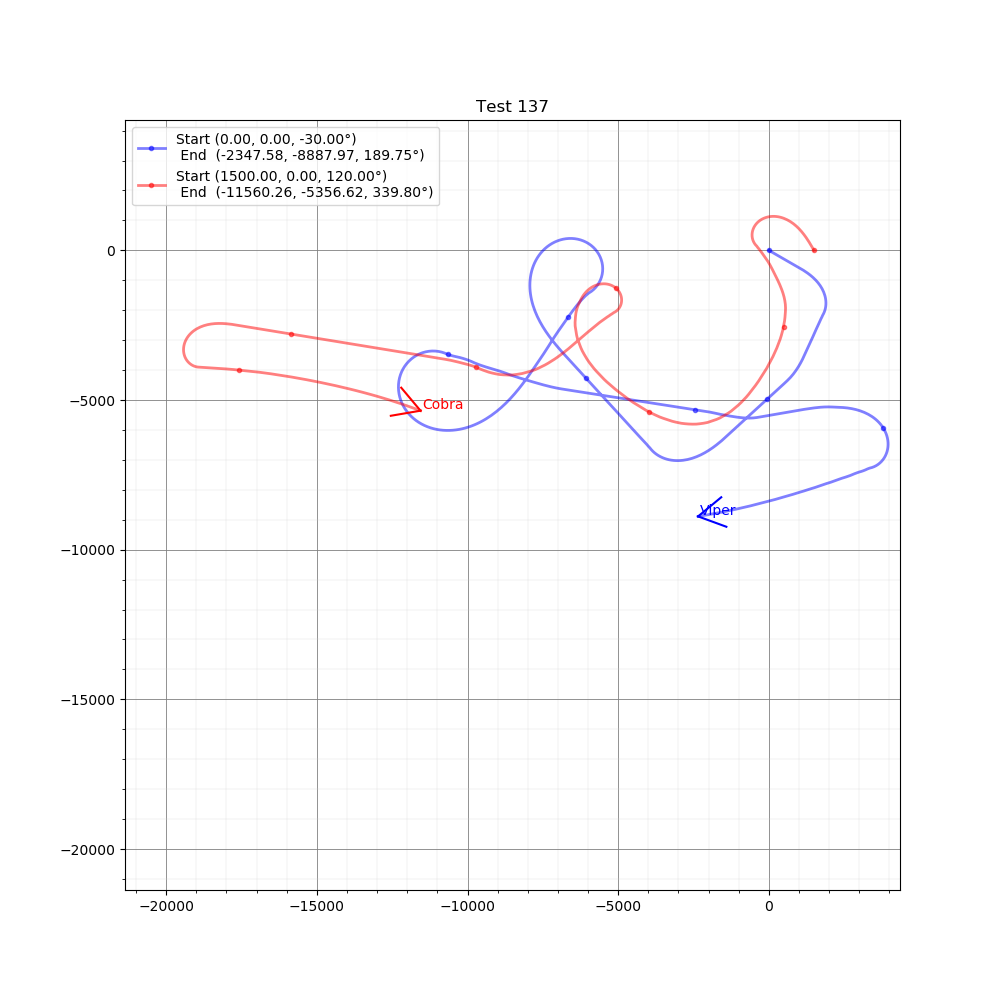 Test 137
Start (0.00, 0.00, -30.00°)
End  (-2347.58, -8887.97, 189.75°)
Start (1500.00, 0.00, 120.00°)
End  (-11560.26, -5356.62, 339.80°)
0
−5000
−10000
−15000
−20000
Cobra
Viper
−20000
−15000
−10000
−5000
0